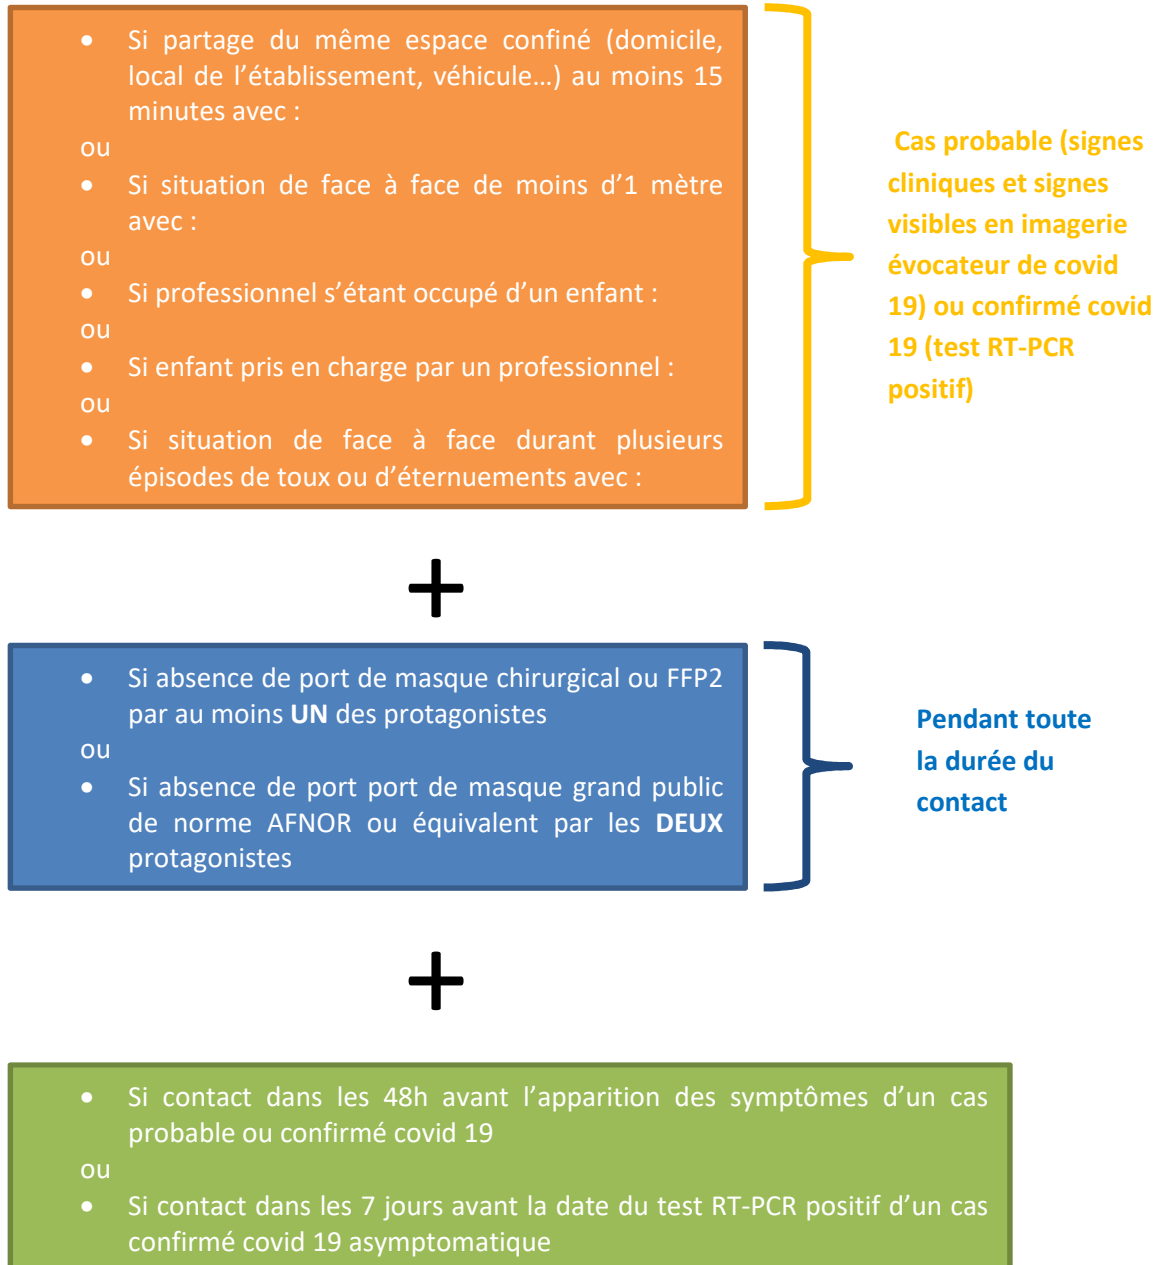 • Si partage du même espace confiné (domicile,
local de l’établissement, véhicule…) au moins 15
minutes avec :
ou
• Si situation de face à face de moins d’1 mètre
avec :
ou
• Si professionnel s’étant occupé d’un enfant :
ou
• Si enfant pris en charge par un professionnel :
ou
• Si situation de face à face durant plusieurs
épisodes de toux ou d’éternuements avec :
Cas probable (signes
cliniques et signes
visibles en imagerie
évocateur de covid
19) ou confirmé covid
19 (test RT-PCR
positif)
+
• Si absence de port de masque chirurgical ou FFP2
par au moins UN des protagonistes
ou
• Si absence de port port de masque grand public
de norme AFNOR ou équivalent par les DEUX
protagonistes
Pendant toute
la durée du
contact
+
• Si contact dans les 48h avant l’apparition des symptômes d’un cas
probable ou confirmé covid 19
ou
• Si contact dans les 7 jours avant la date du test RT-PCR positif d’un cas
confirmé covid 19 asymptomatique